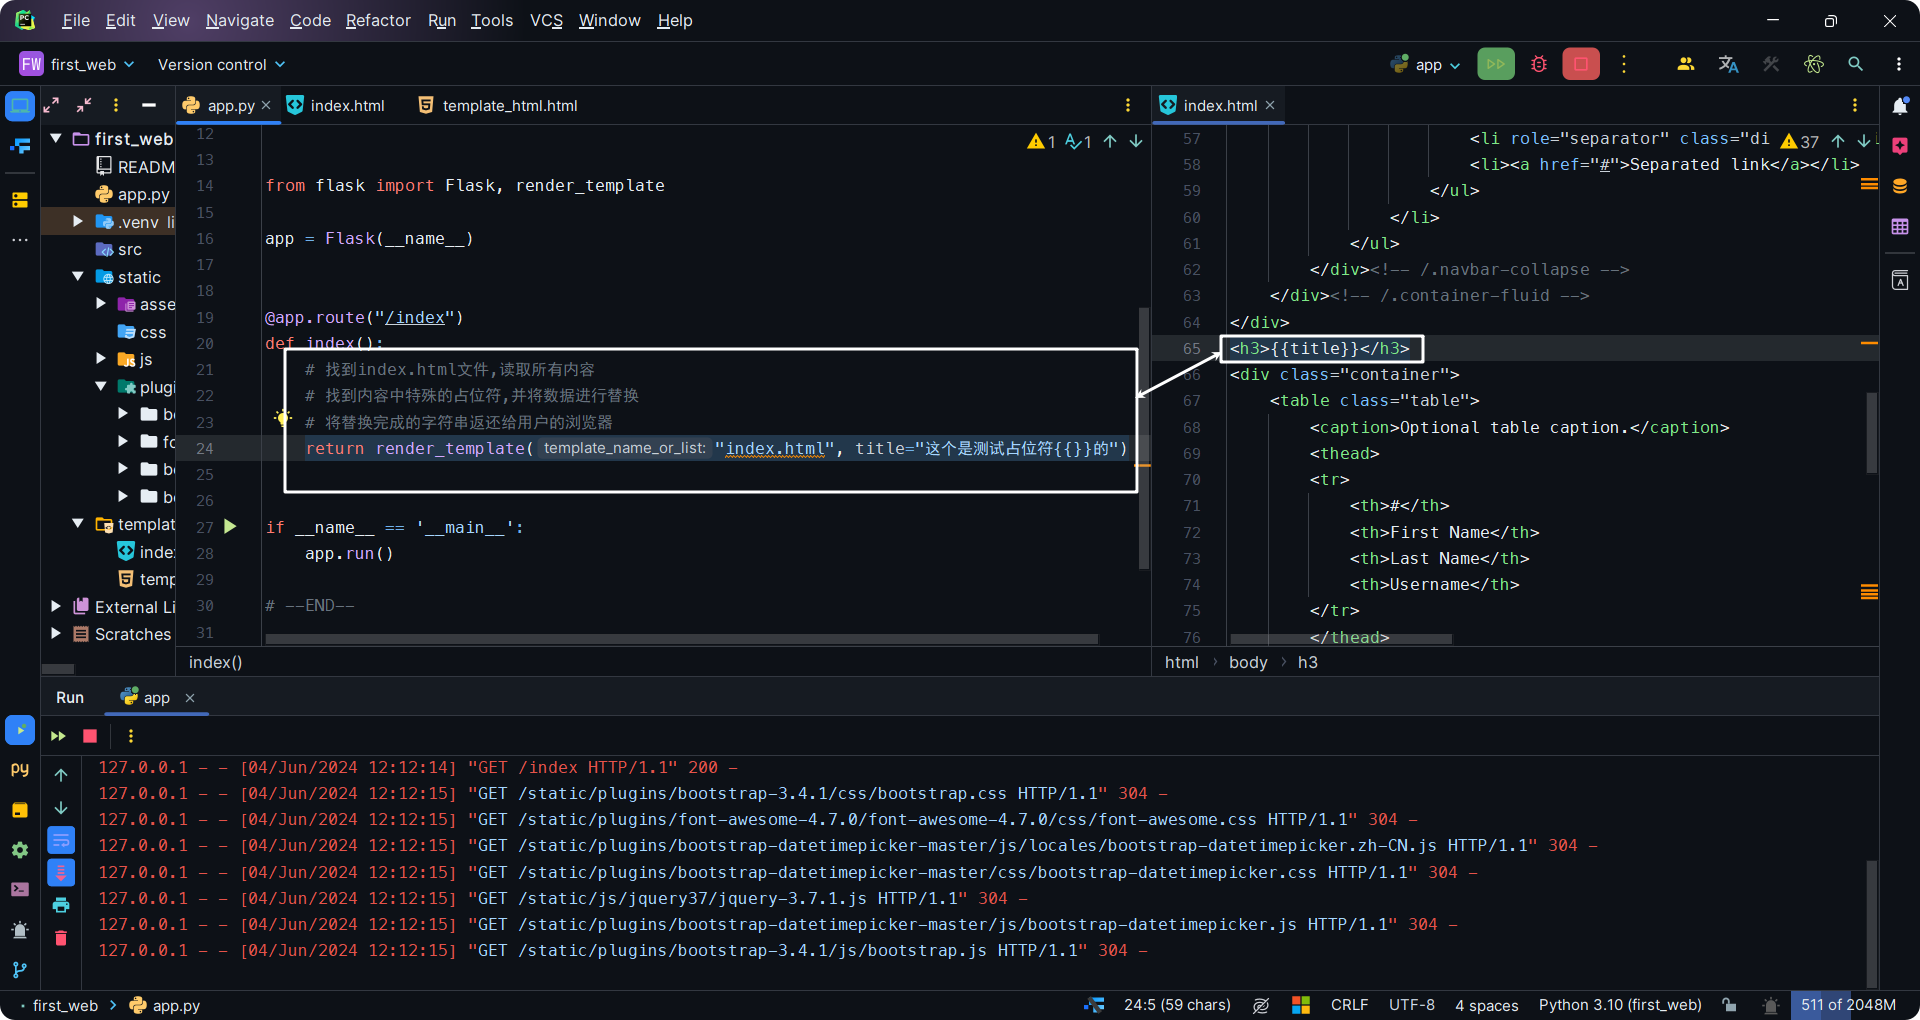 File Edit View Navigate Code Refactor Run Tools VCS Window Help
FW first_web Version control app
app.py index.html template_html.html
index.html
first_web
READM
app.py
.venv li
src
static
asse
css
js
plugi
templat
inde
temp
External Li
Scratches
1 1
12
13
14 from flask import Flask, render_template
15
16 app = Flask(__name__)
17
18
19 @app.route("/index")
20 def index():
21 # 找到index.html文件,读取所有内容
22 # 找到内容中特殊的占位符,并将数据进行替换
23 # 将替换完成的字符串返还给用户的浏览器
24 return render_template( template_name_or_list: "index.html", title="这个是测试占位符{{}}的")
25
26
27 if __name__ == '__main__':
28 app.run()
29
30 # --END--
31
index()
37
57 <li role="separator" class="di
58 <li><a href="#">Separated link</a></li>
59 </ul>
60 </li>
61 </ul>
62 </div><!-- /.navbar-collapse -->
63 </div><!-- /.container-fluid -->
64 </div>
65 <h3>{{title}}</h3>
66 <div class="container">
67 <table class="table">
68 <caption>Optional table caption.</caption>
69 <thead>
70 <tr>
71 <th>#</th>
72 <th>First Name</th>
73 <th>Last Name</th>
74 <th>Username</th>
75 </tr>
76 </thead>
html › body › h3
Run app
127.0.0.1 - - [04/Jun/2024 12:12:14] "GET /index HTTP/1.1" 200 -
127.0.0.1 - - [04/Jun/2024 12:12:15] "GET /static/plugins/bootstrap-3.4.1/css/bootstrap.css HTTP/1.1" 304 -
127.0.0.1 - - [04/Jun/2024 12:12:15] "GET /static/plugins/font-awesome-4.7.0/font-awesome-4.7.0/css/font-awesome.css HTTP/1.1" 304 -
127.0.0.1 - - [04/Jun/2024 12:12:15] "GET /static/plugins/bootstrap-datetimepicker-master/js/locales/bootstrap-datetimepicker.zh-CN.js HTTP/1.1" 304 -
127.0.0.1 - - [04/Jun/2024 12:12:15] "GET /static/plugins/bootstrap-datetimepicker-master/css/bootstrap-datetimepicker.css HTTP/1.1" 304 -
127.0.0.1 - - [04/Jun/2024 12:12:15] "GET /static/js/jquery37/jquery-3.7.1.js HTTP/1.1" 304 -
127.0.0.1 - - [04/Jun/2024 12:12:15] "GET /static/plugins/bootstrap-datetimepicker-master/js/bootstrap-datetimepicker.js HTTP/1.1" 304 -
127.0.0.1 - - [04/Jun/2024 12:12:15] "GET /static/plugins/bootstrap-3.4.1/js/bootstrap.js HTTP/1.1" 304 -
first_web › app.py 24:5 (59 chars) CRLF UTF-8 4 spaces Python 3.10 (first_web) 511 of 2048M